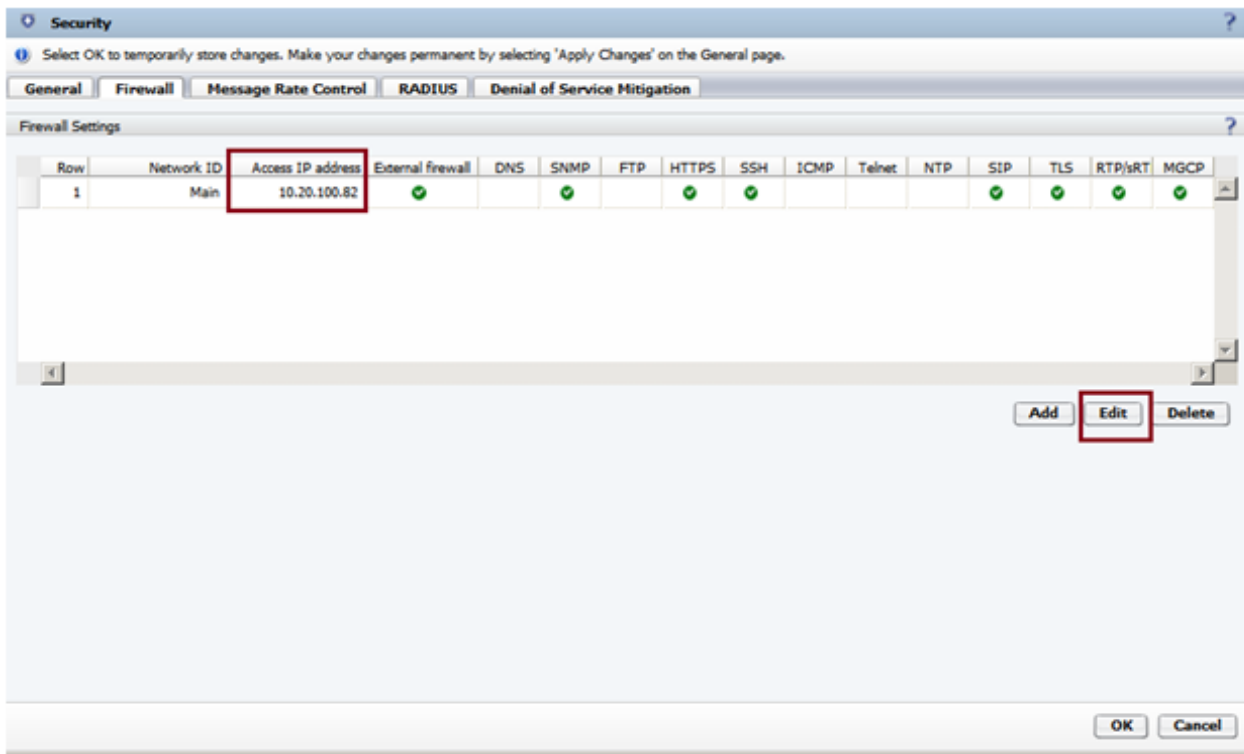 Security ?
Select OK to temporarily store changes. Make your changes permanent by selecting 'Apply Changes' on the General page.
General Firewall Message Rate Control RADIUS Denial of Service Mitigation
Firewall Settings ?
Row Network ID Access IP address External firewall DNS SNMP FTP HTTPS SSH ICMP Telnet NTP SIP TLS RTP/sRT MGCP
1 Main 10.20.100.82
Add Edit Delete
OK Cancel